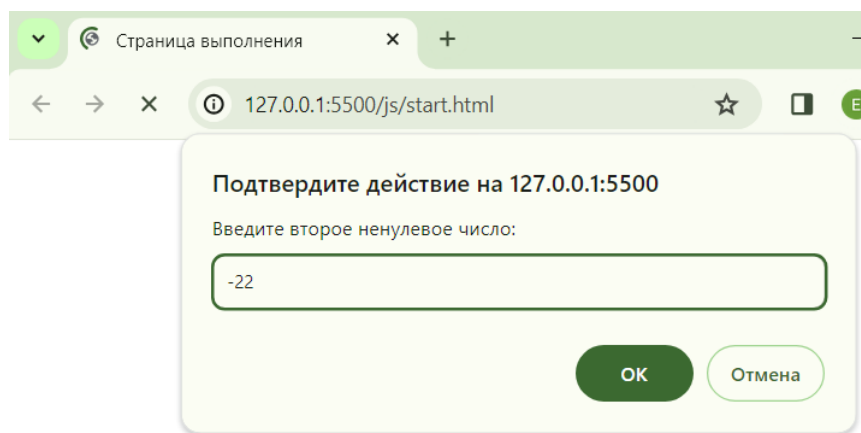 Страница выполнения
127.0.0.1:5500/js/start.html
E
Подтвердите действие на 127.0.0.1:5500
Введите второе ненулевое число:
-22
ОК
Отмена